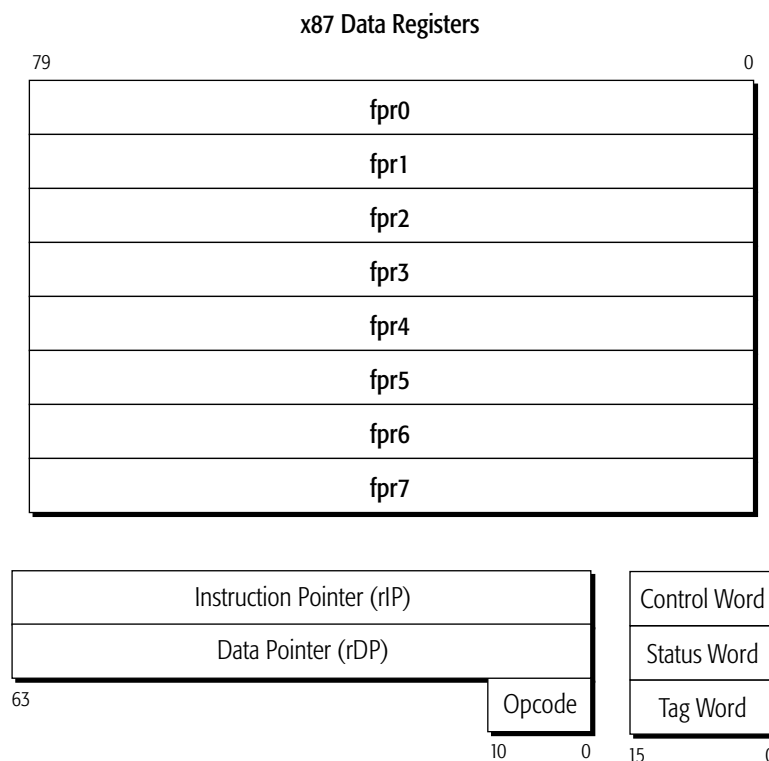 x87 Data Registers
79 0
fpr0
fpr1
fpr2
fpr3
fpr4
fpr5
fpr6
fpr7
Instruction Pointer (rIP)
Data Pointer (rDP)
63
Opcode
10 0
Control Word
Status Word
Tag Word
15 0